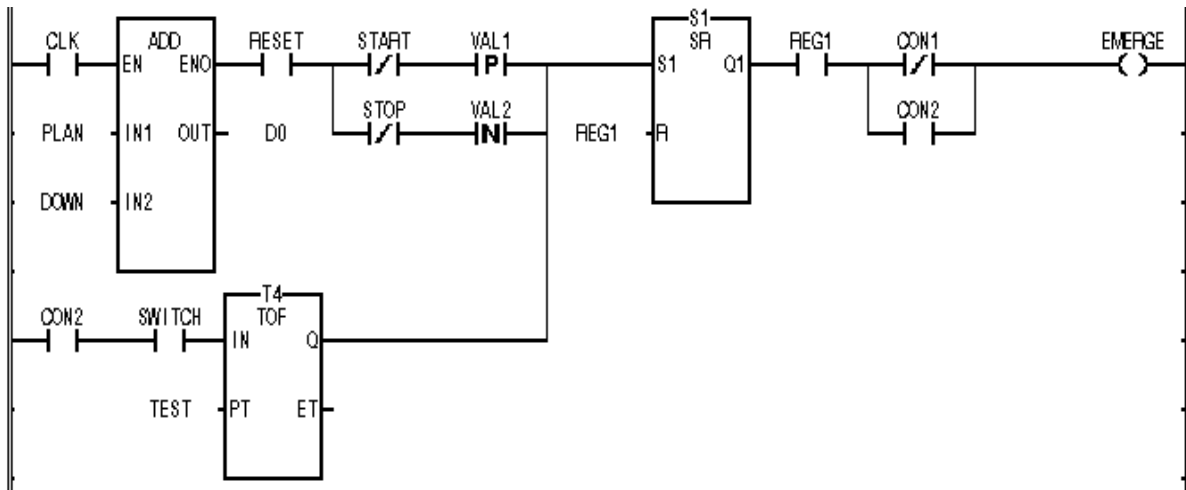 S1
CLK ADD RESET START VAL1 SR REG1 CON1 EMERGE
EN ENO P S1 Q1
STOP VAL2 CON2
PLAN IN1 OUT D0 N REG1 R
DOWN IN2
T4
CON2 SWITCH TOF
IN Q
TEST PT ET